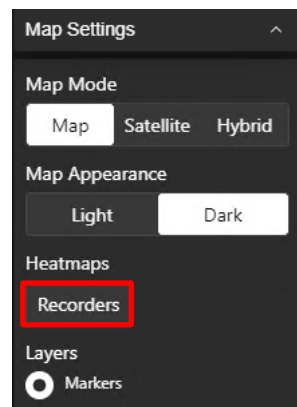 Map Settings
Map Mode
Map Satellite Hybrid
Map Appearance
Light Dark
Heatmaps
Recorders
Layers
Markers